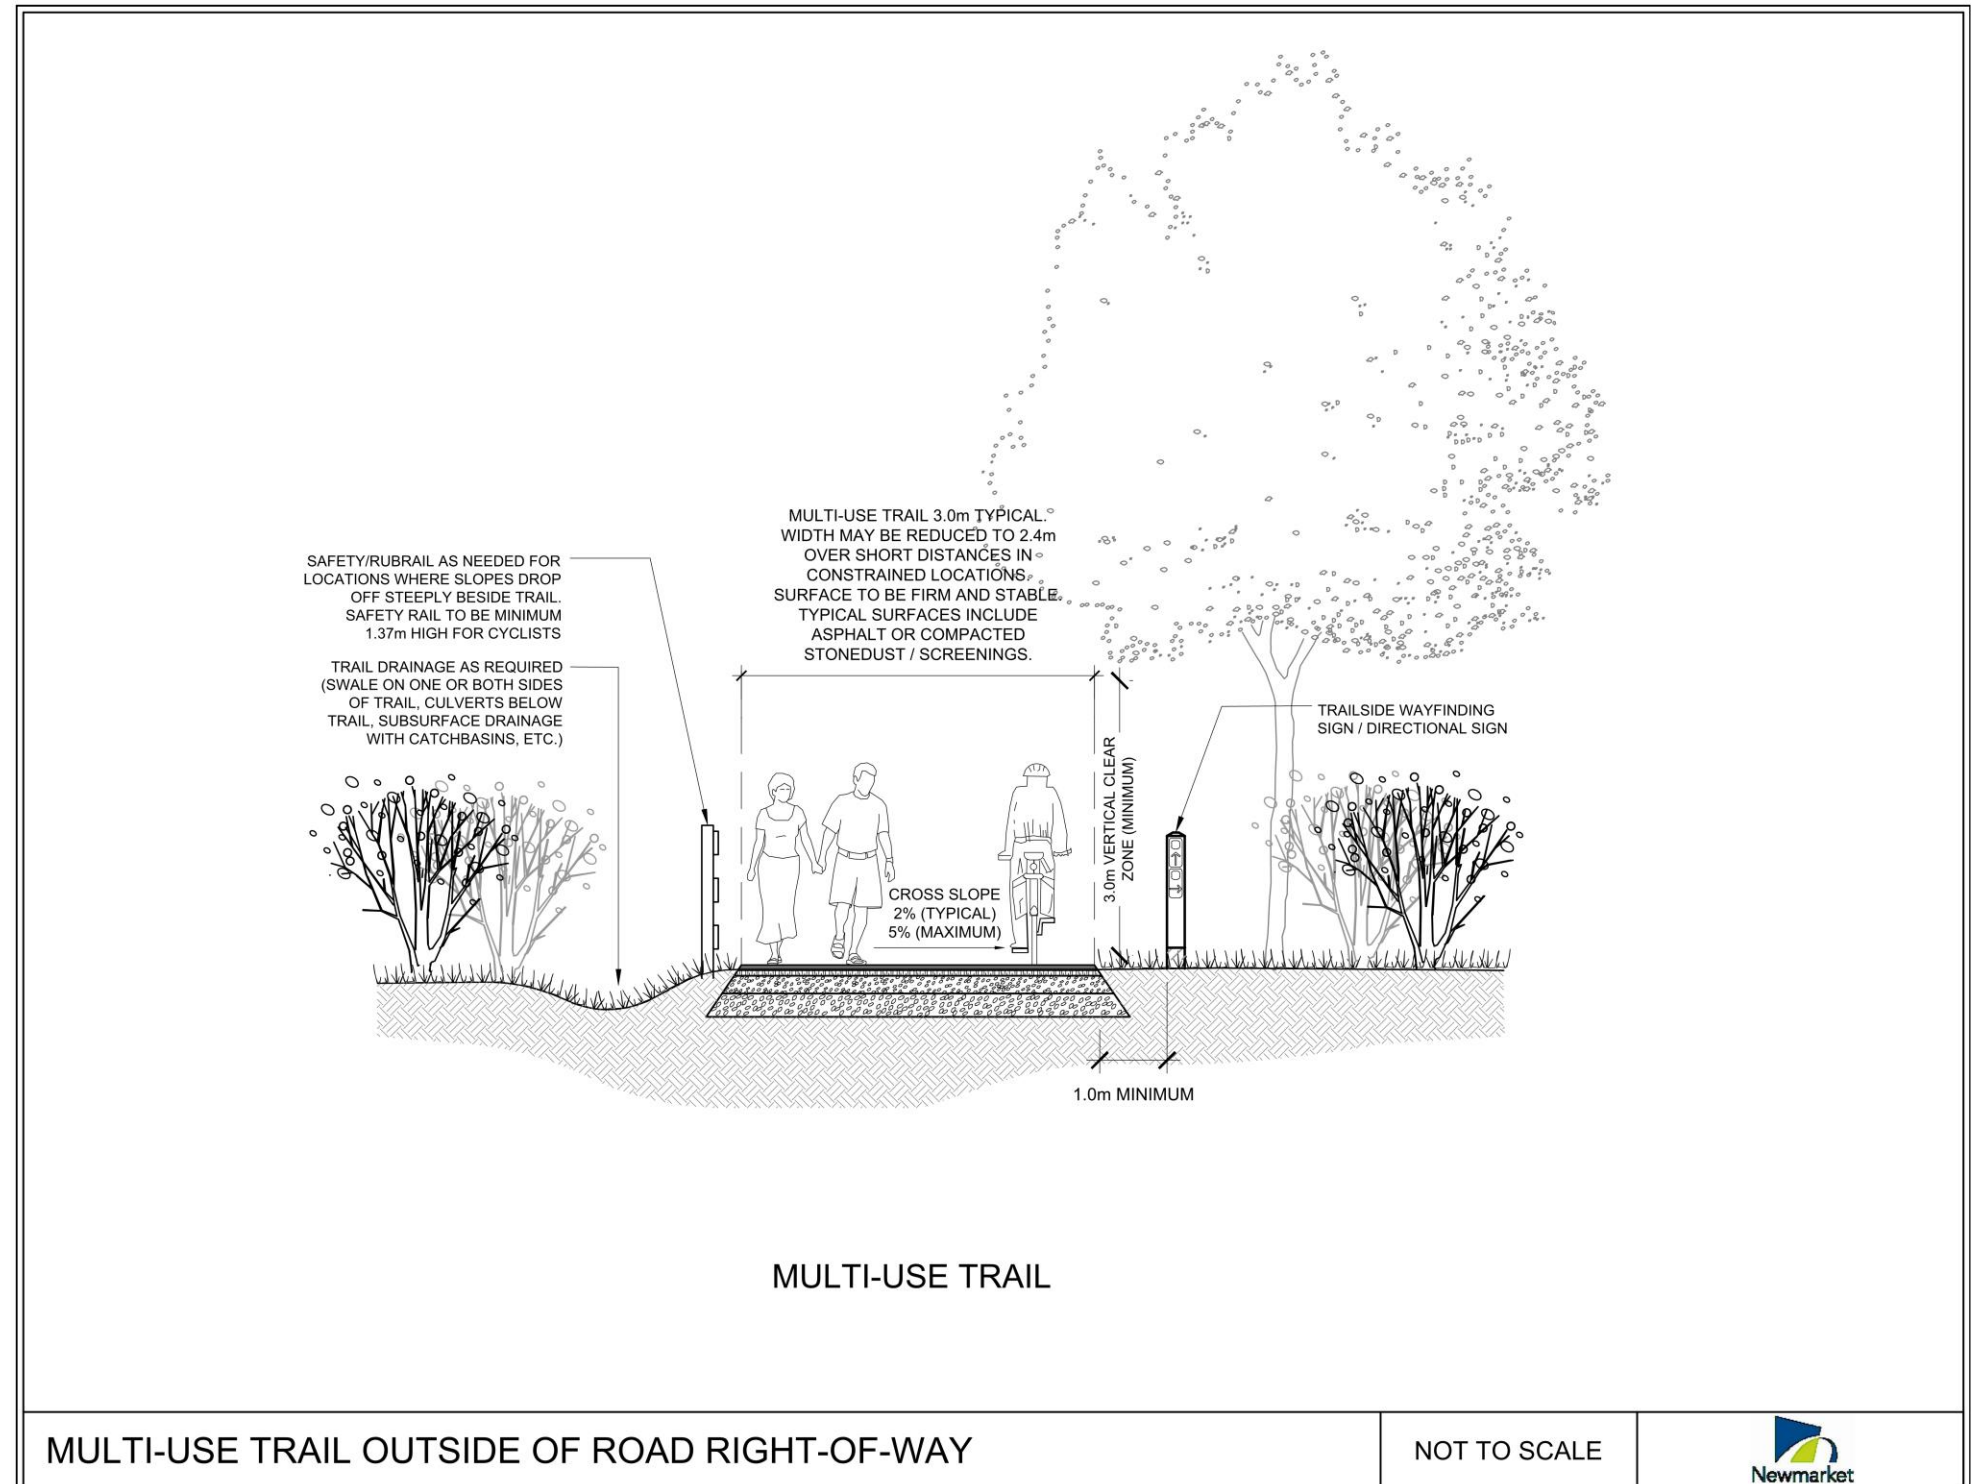 MULTI-USE TRAIL 3.0m TYPICAL.
WIDTH MAY BE REDUCED TO 2.4m
OVER SHORT DISTANCES IN
CONSTRAINED LOCATIONS.
SURFACE TO BE FIRM AND STABLE.
TYPICAL SURFACES INCLUDE
ASPHALT OR COMPACTED
STONEDUST / SCREENINGS.
SAFETY/RUBRAIL AS NEEDED FOR
LOCATIONS WHERE SLOPES DROP
OFF STEEPLY BESIDE TRAIL.
SAFETY RAIL TO BE MINIMUM
1.37m HIGH FOR CYCLISTS
TRAIL DRAINAGE AS REQUIRED
(SWALE ON ONE OR BOTH SIDES
OF TRAIL, CULVERTS BELOW
TRAIL, SUBSURFACE DRAINAGE
WITH CATCHBASINS, ETC.)
TRAILSIDE WAYFINDING
SIGN / DIRECTIONAL SIGN
3.0m VERTICAL CLEAR
ZONE (MINIMUM)
CROSS SLOPE
2% (TYPICAL)
5% (MAXIMUM)
1.0m MINIMUM
MULTI-USE TRAIL
MULTI-USE TRAIL OUTSIDE OF ROAD RIGHT-OF-WAY
NOT TO SCALE
Newmarket